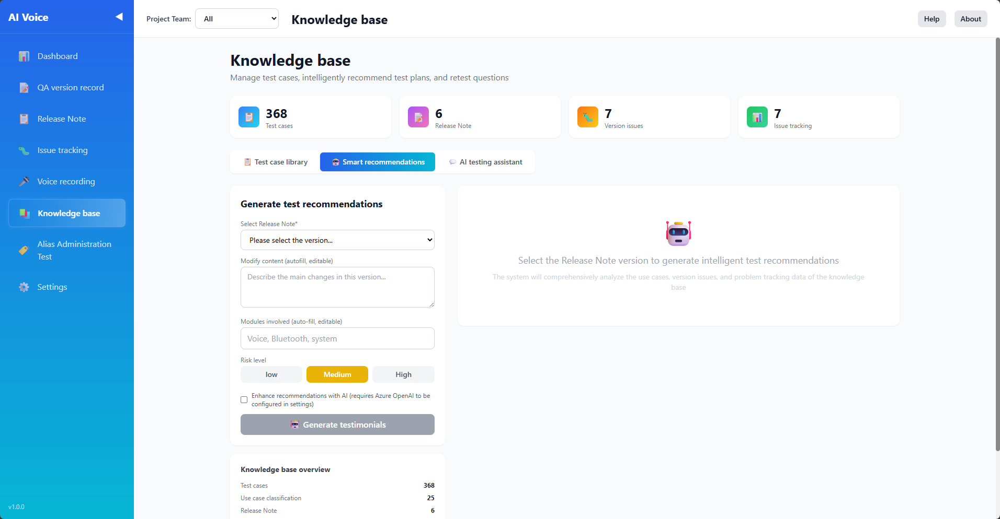 AI Voice
Project Team:
All
Knowledge base
Help
About
Dashboard
QA version record
Release Note
Issue tracking
Voice recording
Knowledge base
Alias Administration
Test
Settings
v1.0.0
Knowledge base
Manage test cases, intelligently recommend test plans, and retest questions
368
Test cases
6
Release Note
7
Version issues
7
Issue tracking
Test case library
Smart recommendations
AI testing assistant
Generate test recommendations
Select Release Note*
Please select the version...
Modify content (autofill, editable)
Describe the main changes in this version...
Modules involved (auto-fill, editable)
Voice, Bluetooth, system
Risk level
low
Medium
High
Enhance recommendations with AI (requires Azure OpenAI to be
configured in settings)
Generate testimonials
Select the Release Note version to generate intelligent test recommendations
The system will comprehensively analyze the use cases, version issues, and problem tracking data of the knowledge
base
Knowledge base overview
Test cases 368
Use case classification 25
Release Note 6